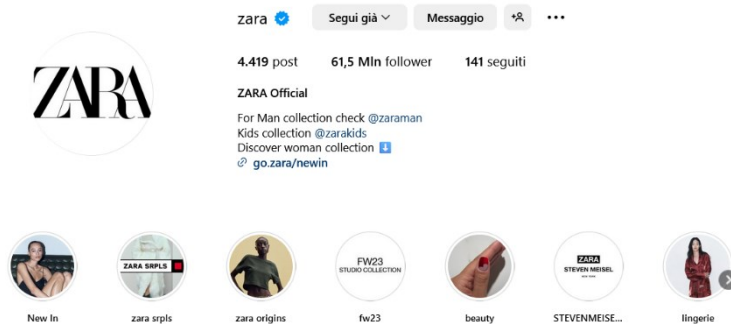 zara Segui già Messaggio
4.419 post 61,5 Mln follower 141 seguiti
ZARA Official
For Man collection check @zaraman
Kids collection @zarakids
Discover woman collection
go.zara/newin
ZARA
ZARA SRPLS
FW23
STUDIO COLLECTION
ZARA
STEVEN MEISEL
New In zara srpls zara origins fw23 beauty STEVENMEISE... lingerie